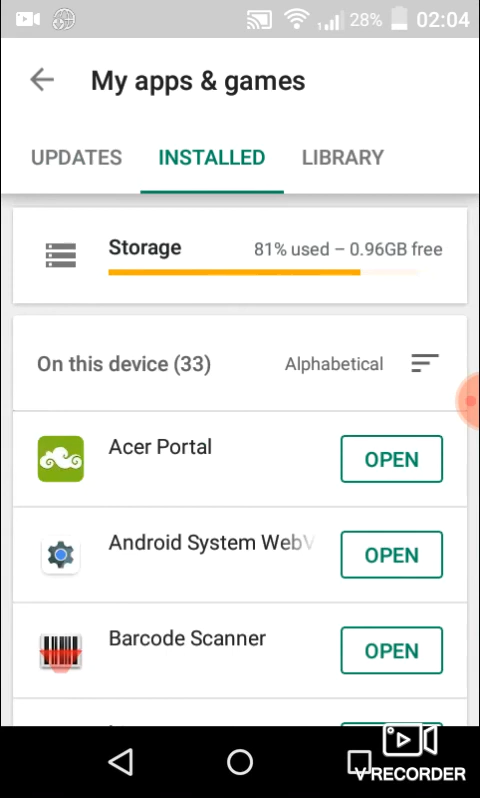 28% 02:04
My apps & games
UPDATES INSTALLED LIBRARY
Storage 81% used – 0.96GB free
On this device (33) Alphabetical
Acer Portal OPEN
Android System WebV OPEN
Barcode Scanner OPEN
VRECORDER